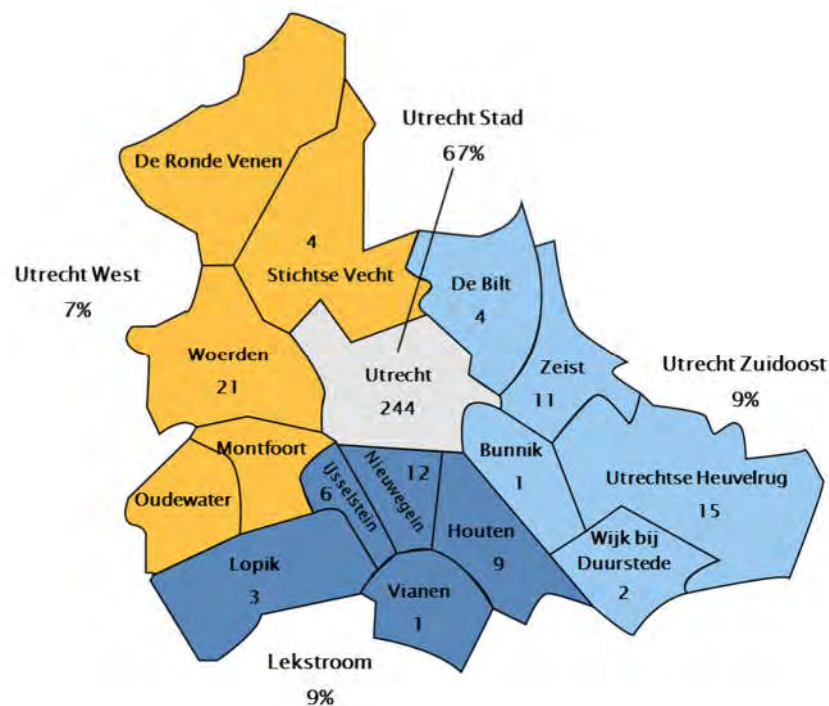 Utrecht Stad
67%
De Ronde Venen
4
Stichtse Vecht
Utrecht West
7%
De Bilt
4
Woerden
21
Utrecht
244
Zeist
11
Utrecht Zuidoost
9%
Montfoort
Oudewater
IJsselstein
6
Nieuwegein
12
Bunnik
1
Utrechtse Heuvelrug
15
Houten
9
Wijk bij
Duurstede
2
Lopik
3
Vianen
1
Lekstroom
9%